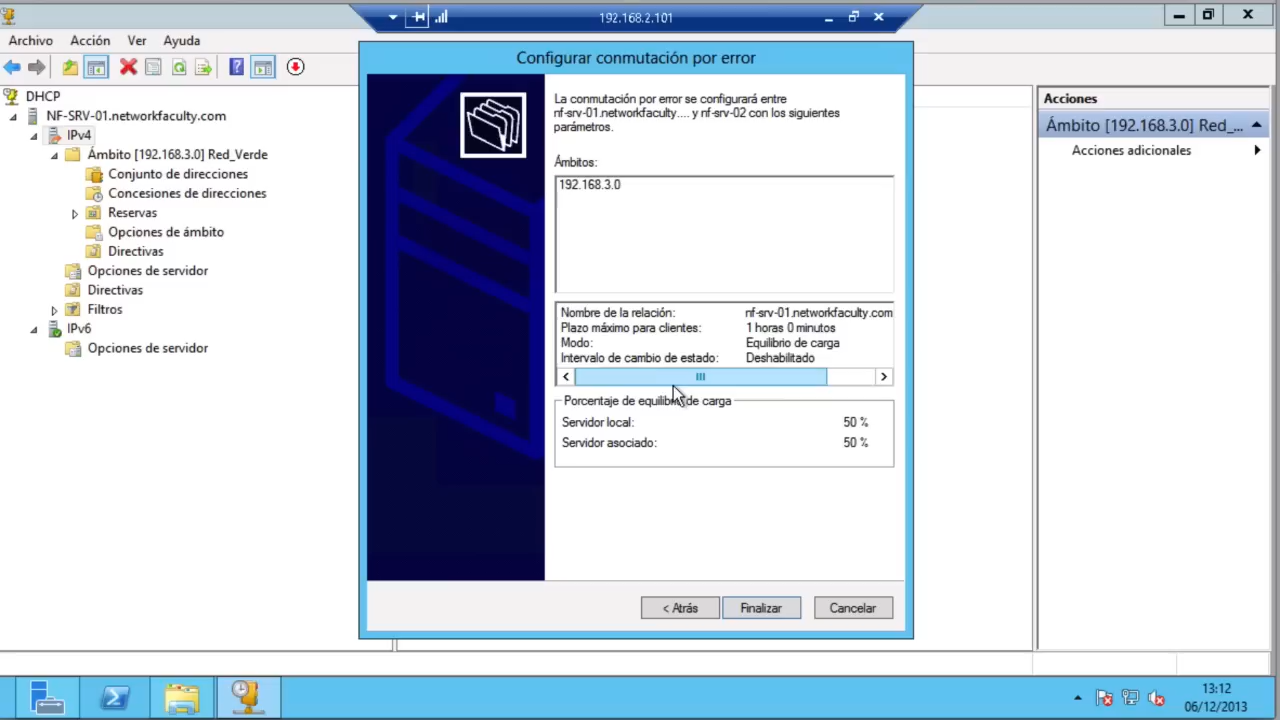 192.168.2.101
Archivo Acción Ver Ayuda
DHCP
NF-SRV-01.networkfaculty.com
IPv4
Ámbito [192.168.3.0] Red_Verde
Conjunto de direcciones
Concesiones de direcciones
Reservas
Opciones de ámbito
Directivas
Opciones de servidor
Directivas
Filtros
IPv6
Opciones de servidor
Configurar conmutación por error
La conmutación por error se configurará entre
nf-srv-01.networkfaculty.... y nf-srv-02 con los siguientes
parámetros.
Ámbitos:
192.168.3.0
Nombre de la relación: nf-srv-01.networkfaculty.com
Plazo máximo para clientes: 1 horas 0 minutos
Modo: Equilibrio de carga
Intervalo de cambio de estado: Deshabilitado
Porcentaje de equilibrio de carga
Servidor local: 50 %
Servidor asociado: 50 %
< Atrás Finalizar Cancelar
Acciones
Ámbito [192.168.3.0] Red_...
Acciones adicionales
13:12
06/12/2013